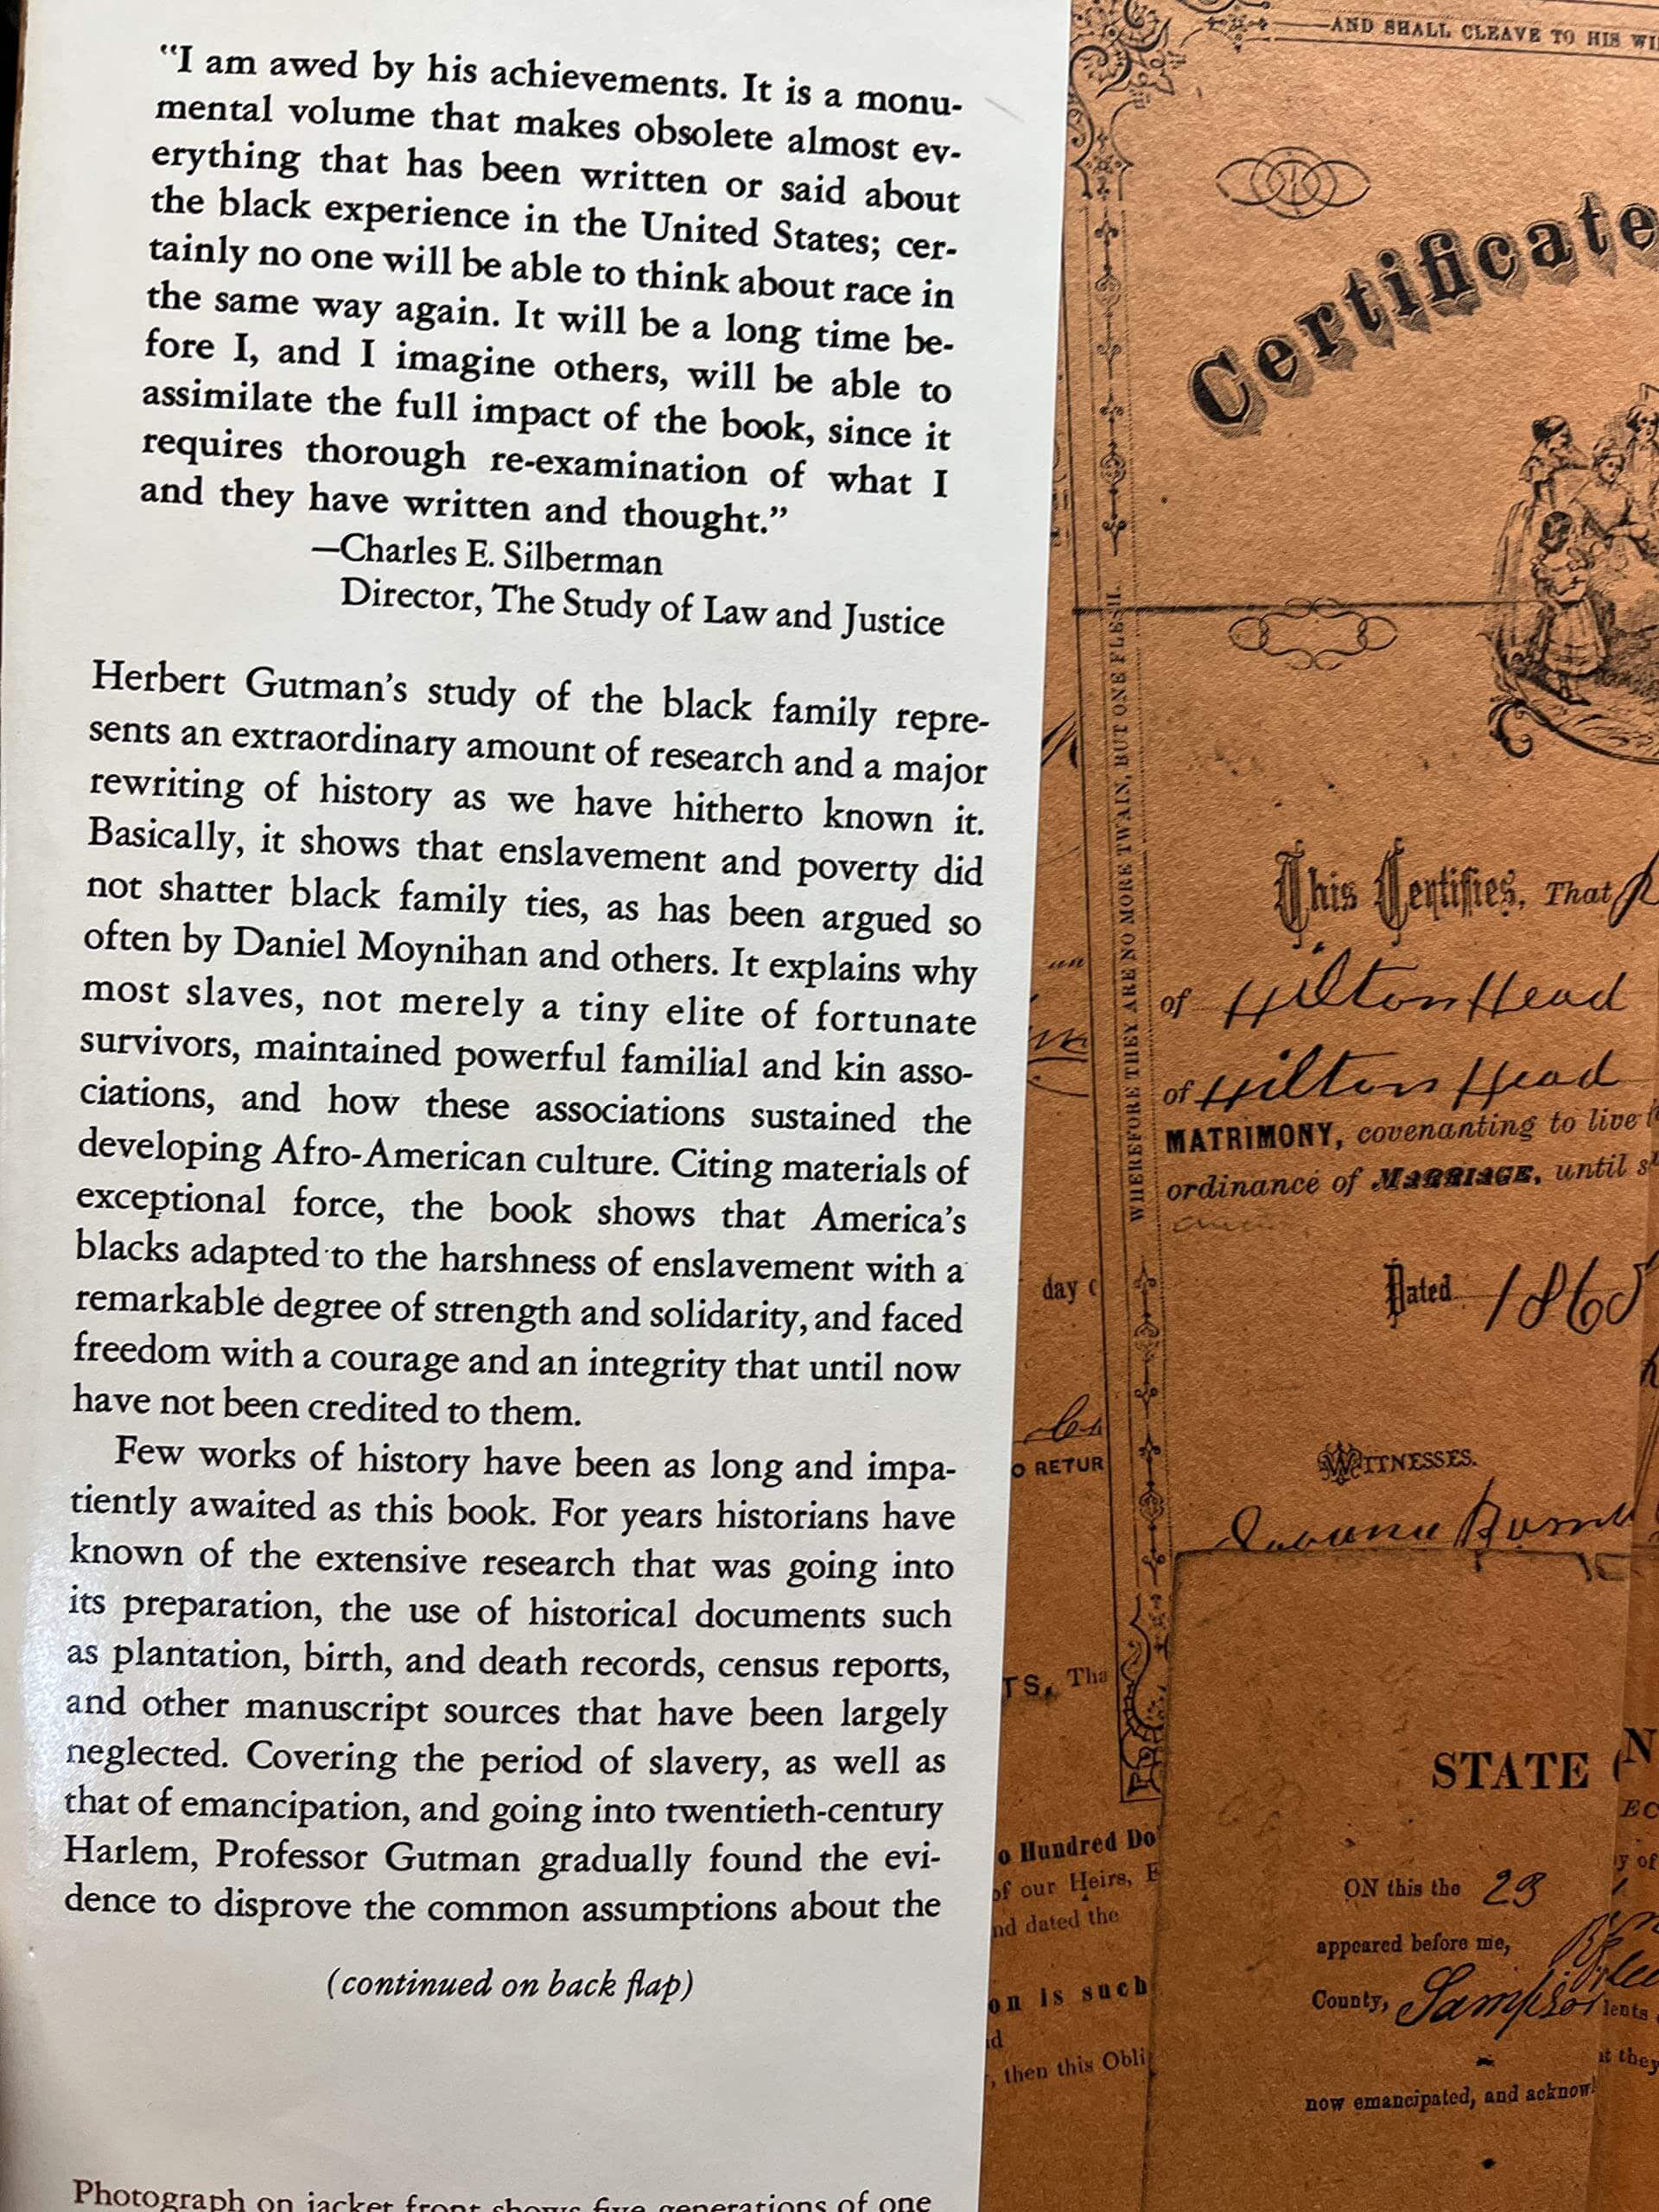 "I am awed by his achievements. It is a monu-
mental volume that makes obsolete almost ev-
erything that has been written or said about
the black experience in the United States; cer-
tainly no one will be able to think about race in
the same way again. It will be a long time be-
fore I, and I imagine others, will be able to
assimilate the full impact of the book, since it
requires thorough re-examination of what I
and they have written and thought."
—Charles E. Silberman
Director, The Study of Law and Justice
Herbert Gutman's study of the black family repre-
sents an extraordinary amount of research and a major
rewriting of history as we have hitherto known it.
Basically, it shows that enslavement and poverty did
not shatter black family ties, as has been argued so
often by Daniel Moynihan and others. It explains why
most slaves, not merely a tiny elite of fortunate
survivors, maintained powerful familial and kin asso-
ciations, and how these associations sustained the
developing Afro-American culture. Citing materials of
exceptional force, the book shows that America's
blacks adapted to the harshness of enslavement with a
remarkable degree of strength and solidarity, and faced
freedom with a courage and an integrity that until now
have not been credited to them.
Few works of history have been as long and impa-
tiently awaited as this book. For years historians have
known of the extensive research that was going into
its preparation, the use of historical documents such
as plantation, birth, and death records, census reports,
and other manuscript sources that have been largely
neglected. Covering the period of slavery, as well as
that of emancipation, and going into twentieth-century
Harlem, Professor Gutman gradually found the evi-
dence to disprove the common assumptions about the
(continued on back flap)
Photograph on jacket front shows five generations of one
AND SHALL CLEAVE TO HIS WI
Certificate
WHEREFORE THEY ARE NO MORE TWAIN, BUT ONE FLESH.
This Certifies, That
of Hilton Head
of Hilton Head
MATRIMONY, covenanting to live
ordinance of MARRIAGE, until
Dated 186
WITNESSES.
day
O RETUR
TS, Tha
o Hundred Do
of our Heirs, E
nd dated the
on is such
, then this Obli
STATE
ON this the 23
appeared before me,
County, Sampson
now emancipated, and acknow